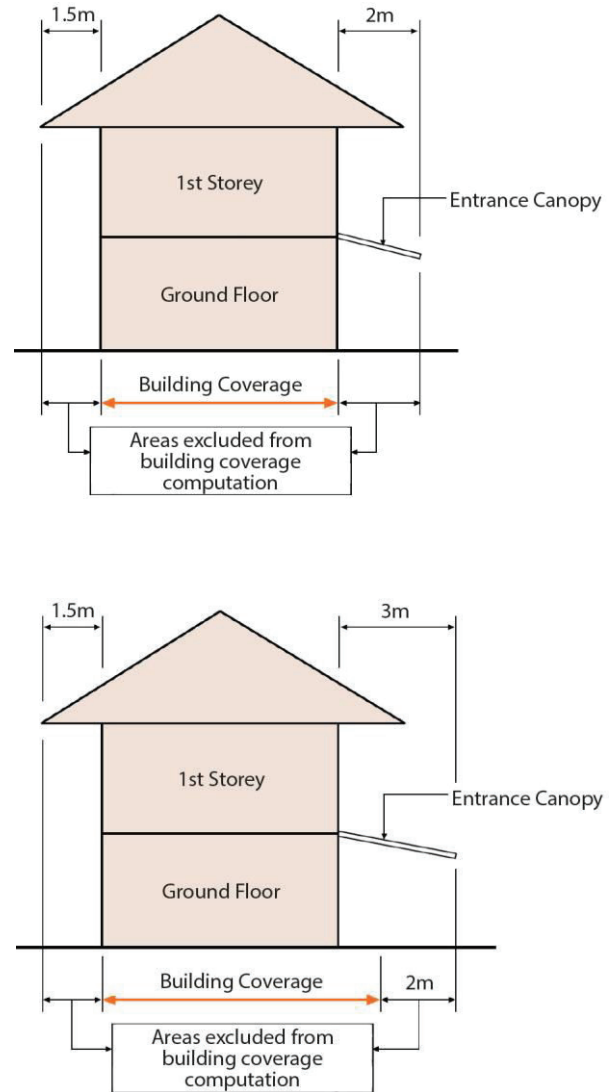 1.5m
2m
1st Storey
Entrance Canopy
Ground Floor
Building Coverage
Areas excluded from
building coverage
computation
1.5m
3m
1st Storey
Entrance Canopy
Ground Floor
Building Coverage
2m
Areas excluded from
building coverage
computation